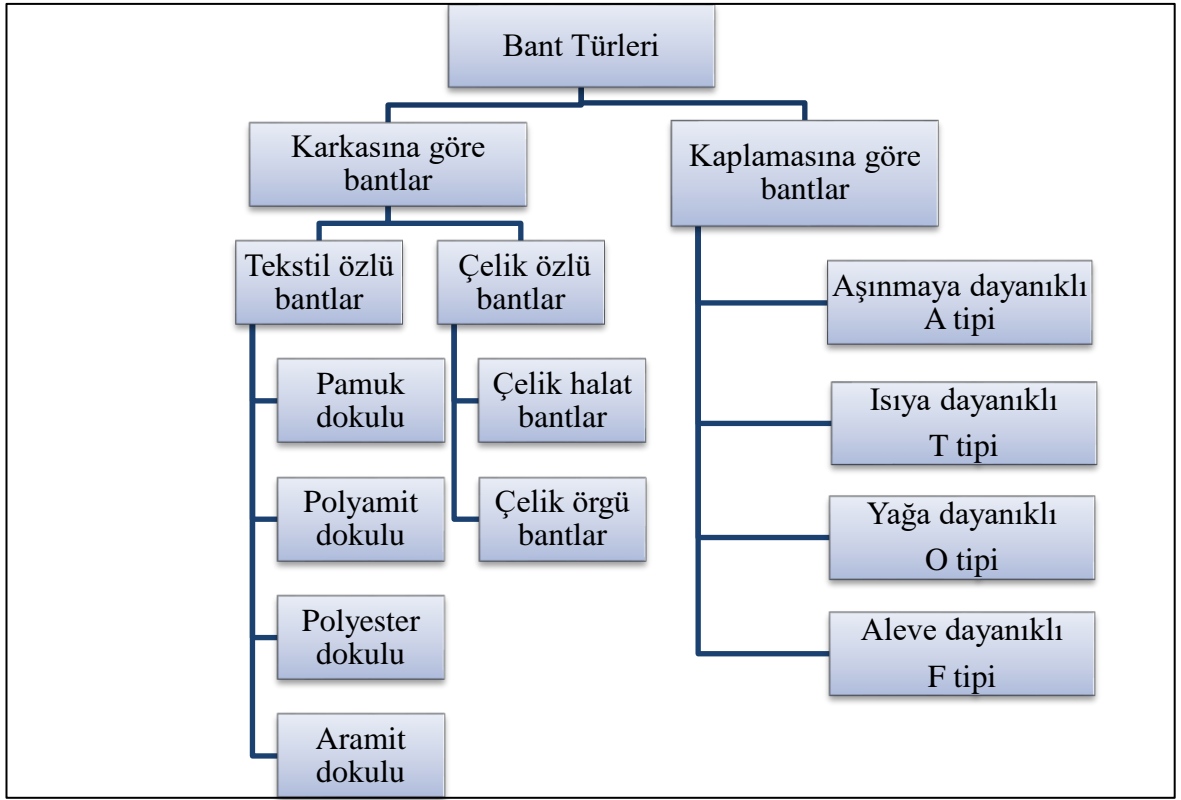 Bant Türleri
Karkasına göre
bantlar
Kaplamasına göre
bantlar
Tekstil özlü
bantlar
Çelik özlü
bantlar
Pamuk
dokulu
Polyamit
dokulu
Polyester
dokulu
Aramit
dokulu
Çelik halat
bantlar
Çelik örgü
bantlar
Aşınmaya dayanıklı
A tipi
Isıya dayanıklı
T tipi
Yağa dayanıklı
O tipi
Aleve dayanıklı
F tipi